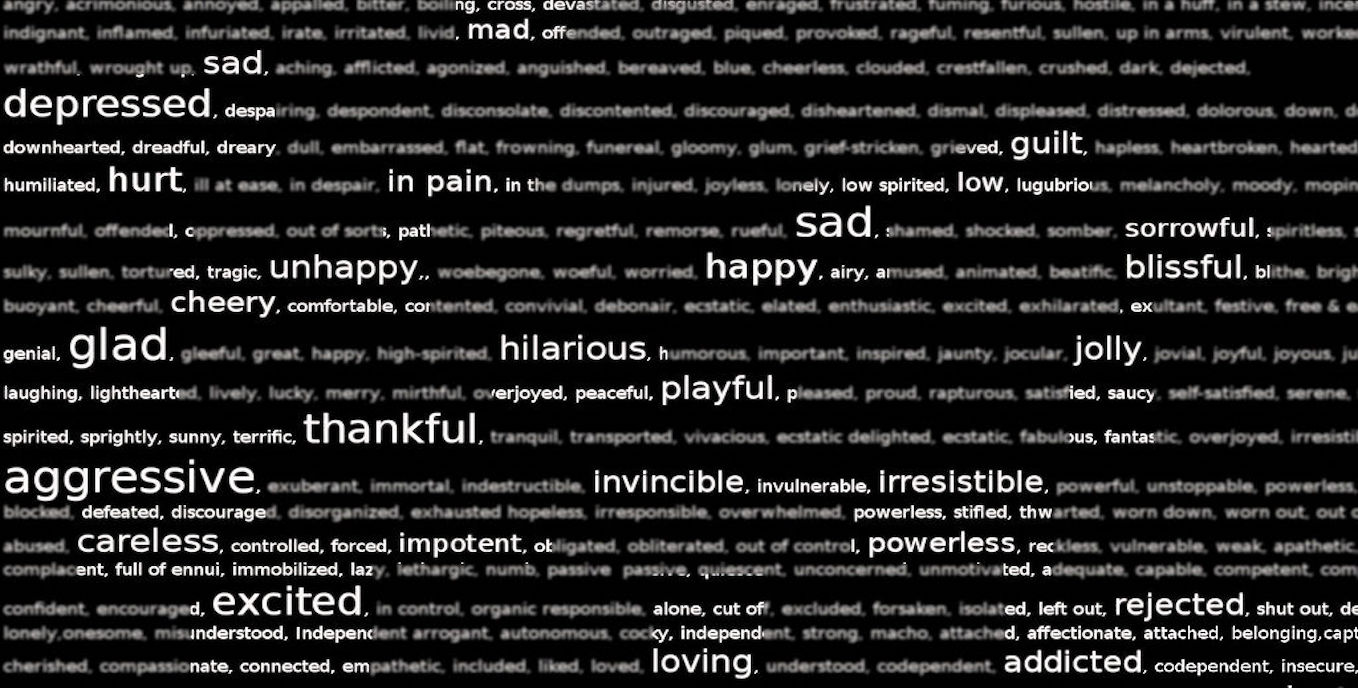 angry, acrimonious, annoyed, appalled, bitter, boiling, cross, devastated, disgusted, enraged, frustrated, fuming, furious, hostile, in a huff, in a stew,
indignant, inflamed, infuriated, irate, irritated, livid, mad, offended, outraged, piqued, provoked, rageful, resentful, sullen, up in arms, virulent,
wrathful, wrought up, sad, aching, afflicted, agonized, anguished, bereaved, blue, cheerless, clouded, crestfallen, crushed, dark, dejected,
depressed, despairing, despondent, disconsolate, discontented, discouraged, disheartened, dismal, displeased, distressed, dolorous, down,
downhearted, dreadful, dreary, dull, embarrassed, flat, frowning, funereal, gloomy, glum, grief-stricken, grieved, guilt, hapless, heartbroken, hearted
humiliated, hurt, ill at ease, in despair, in pain, in the dumps, injured, joyless, lonely, low spirited, low, lugubrious, melancholy, moody,
mournful, offended, oppressed, out of sorts, pathetic, piteous, regretful, remorse, rueful, sad, shamed, shocked, somber, sorrowful, spiritless,
sulky, sullen, tortured, tragic, unhappy,, woebegone, woeful, worried, happy, airy, amused, animated, beatific, blissful, blithe,
buoyant, cheerful, cheery, comfortable, contented, convivial, debonair, ecstatic, elated, enthusiastic, excited, exhilarated, exultant, festive, free &
genial, glad, gleeful, great, happy, high-spirited, hilarious, humorous, important, inspired, jaunty, jocular, jolly, jovial, joyful, joyous,
laughing, lighthearted, lively, lucky, merry, mirthful, overjoyed, peaceful, playful, pleased, proud, rapturous, satisfied, saucy, self-satisfied, serene,
spirited, sprightly, sunny, terrific, thankful, tranquil, transported, vivacious, ecstatic delighted, ecstatic, fabulous, fantastic, overjoyed,
aggressive, exuberant, immortal, indestructible, invincible, invulnerable, irresistible, powerful, unstoppable, powerless,
blocked, defeated, discouraged, disorganized, exhausted hopeless, irresponsible, overwhelmed, powerless, stifled, thwarted, worn down, worn out, out
abused, careless, controlled, forced, impotent, obligated, obliterated, out of control, powerless, reckless, vulnerable, weak, apathetic,
complacent, full of ennui, immobilized, lazy, lethargic, numb, passive passive, quiescent, unconcerned, unmotivated, adequate, capable, competent,
confident, encouraged, excited, in control, organic responsible, alone, cut off, excluded, forsaken, isolated, left out, rejected, shut out,
lonely,onesome, misunderstood, Independent arrogant, autonomous, cocky, independent, strong, macho, attached, affectionate, attached, belonging,capt
cherished, compassionate, connected, empathetic, included, liked, loved, loving, understood, codependent, addicted, codependent, insecure,